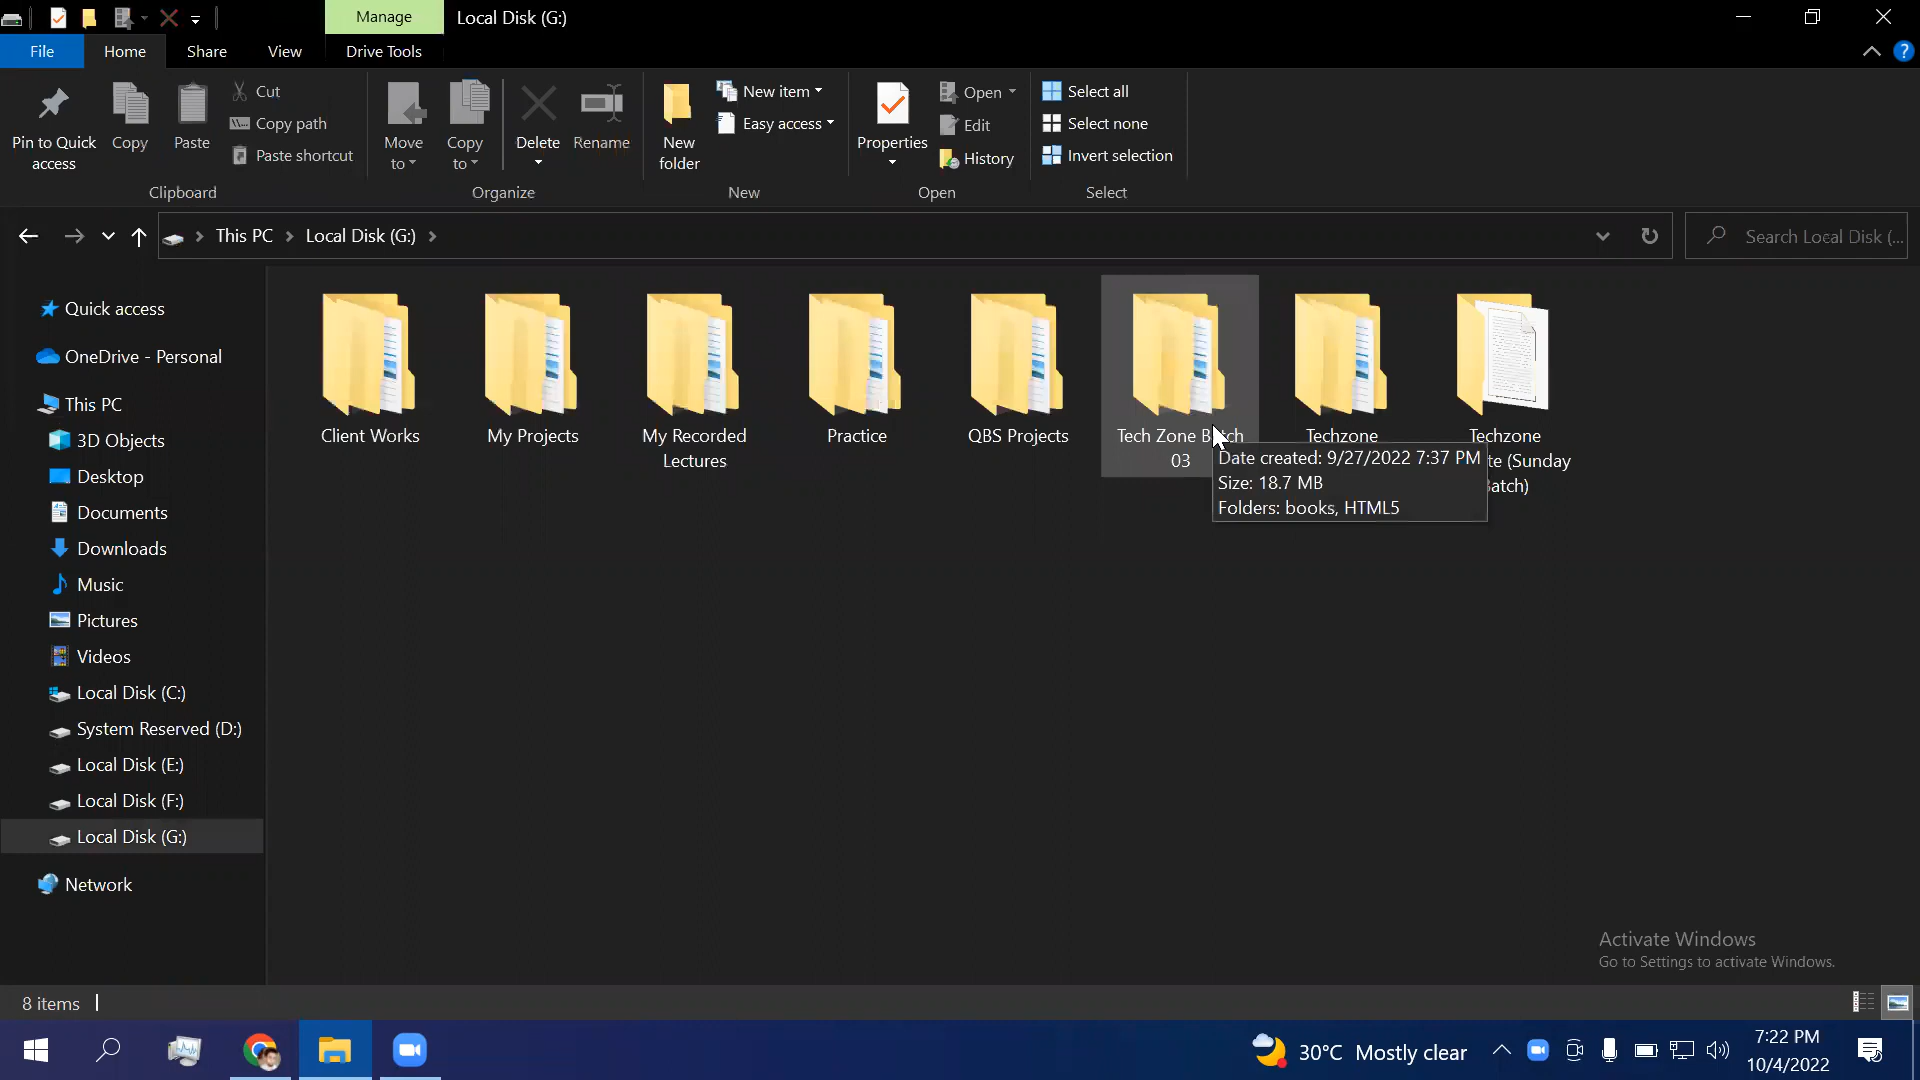 Manage
Local Disk (G:)
File
Home
Share
View
Drive Tools
Pin to Quick
access
Copy
Paste
Cut
Copy path
Paste shortcut
Clipboard
Move
to
Copy
to
Delete
Rename
Organize
New
folder
New item
Easy access
New
Properties
Open
Edit
History
Open
Select all
Select none
Invert selection
Select
This PC
Local Disk (G:)
Search Local Disk (...
Quick access
OneDrive - Personal
This PC
3D Objects
Desktop
Documents
Downloads
Music
Pictures
Videos
Local Disk (C:)
System Reserved (D:)
Local Disk (E:)
Local Disk (F:)
Local Disk (G:)
Network
Client Works
My Projects
My Recorded
Lectures
Practice
QBS Projects
Tech Zone Batch
03
Techzone
Techzone
te (Sunday
Batch)
Date created: 9/27/2022 7:37 PM
Size: 18.7 MB
Folders: books, HTML5
Activate Windows
Go to Settings to activate Windows.
8 items
30°C Mostly clear
7:22 PM
10/4/2022